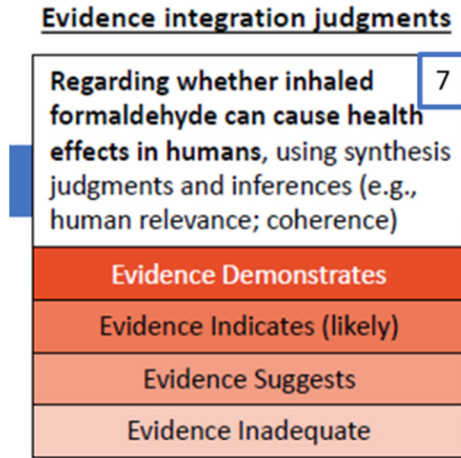 Evidence integration judgments
Regarding whether inhaled 7
formaldehyde can cause health
effects in humans, using synthesis
judgments and inferences (e.g.,
human relevance; coherence)
Evidence Demonstrates
Evidence Indicates (likely)
Evidence Suggests
Evidence Inadequate